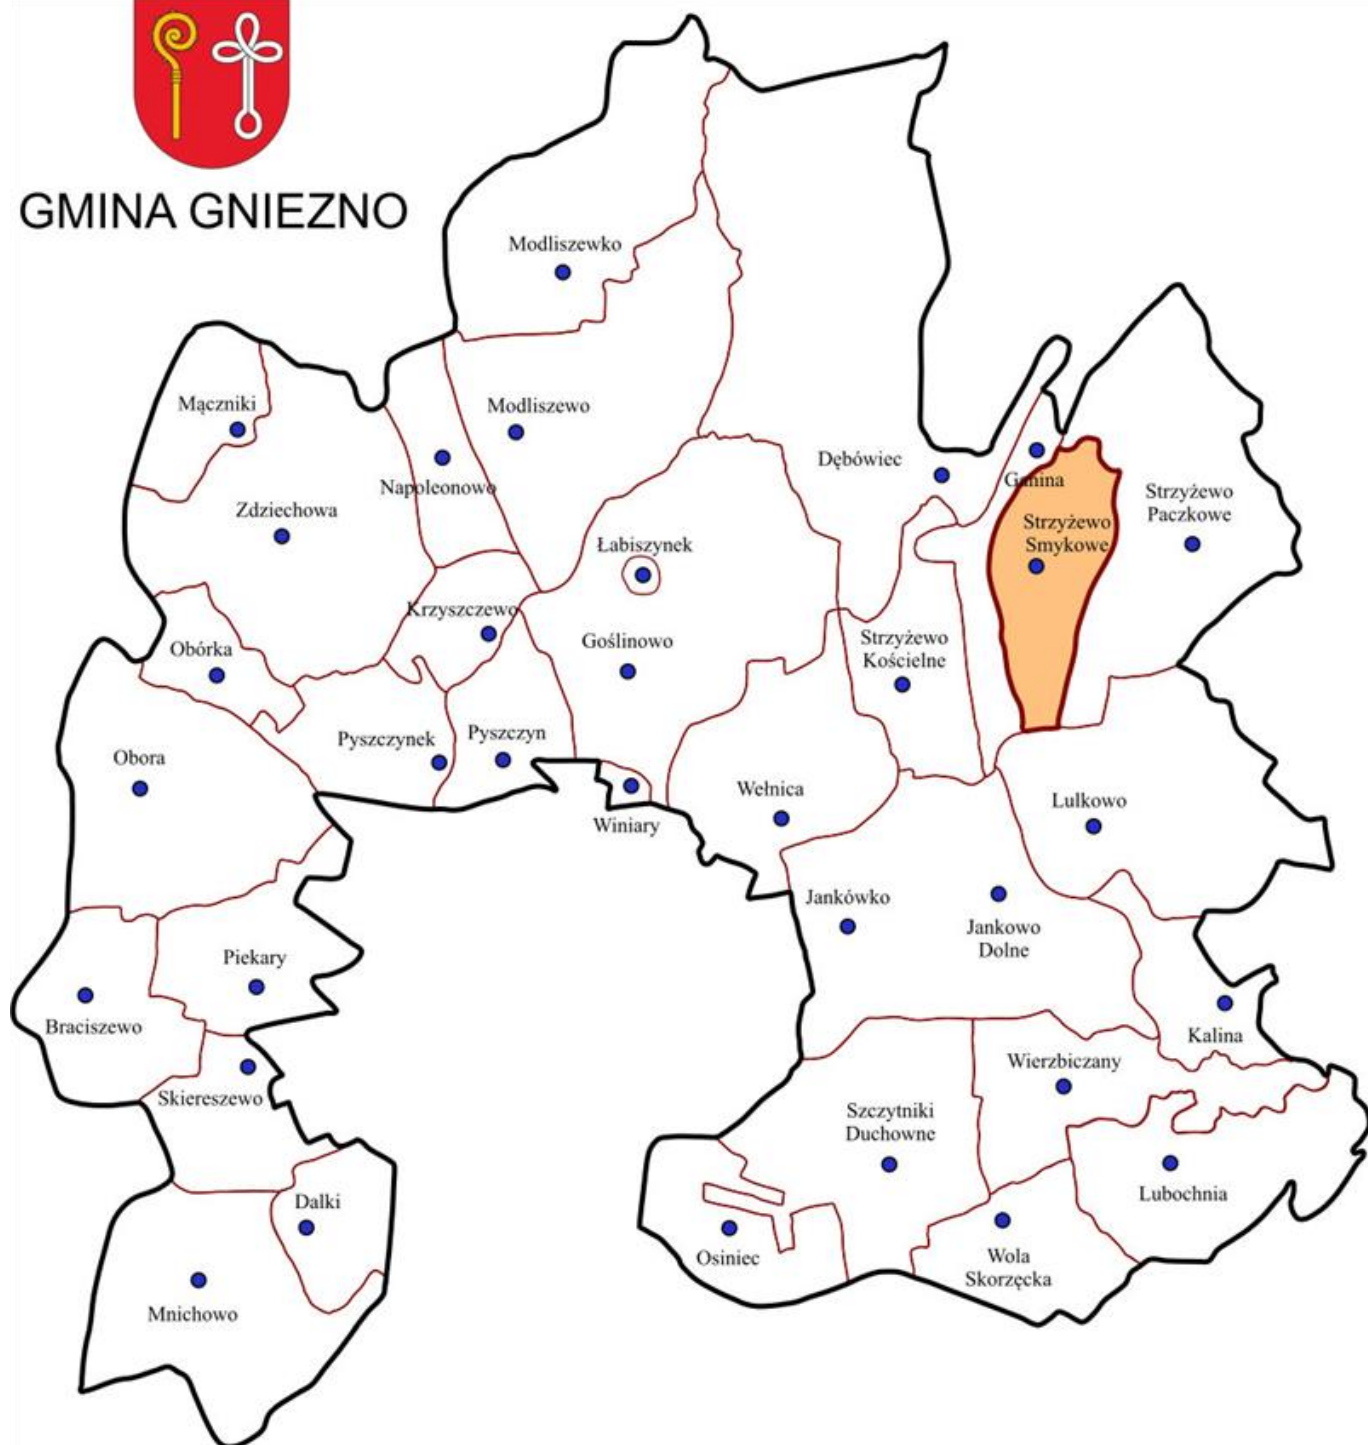 GMINA GNIEZNO
Modliszewko
Mączniki
Modliszewo
Napoleonowo
Zdziechowa
Dębówiec
Ganina
Strzyżewo
Paczkowe
Strzyżewo
Smykowe
Łabiszynek
Krzyszczewo
Goślinowo
Obórka
Strzyżewo
Kościelne
Pyszczynek
Pyszczyn
Obora
Winiary
Wełnica
Lulkowo
Jankówko
Jankowo
Dolne
Piekary
Braciszewo
Kalina
Skiereszewo
Wierzbiczany
Szczytniki
Duchowne
Dalki
Lubochnia
Osiniec
Wola
Skorzęcka
Mnichowo